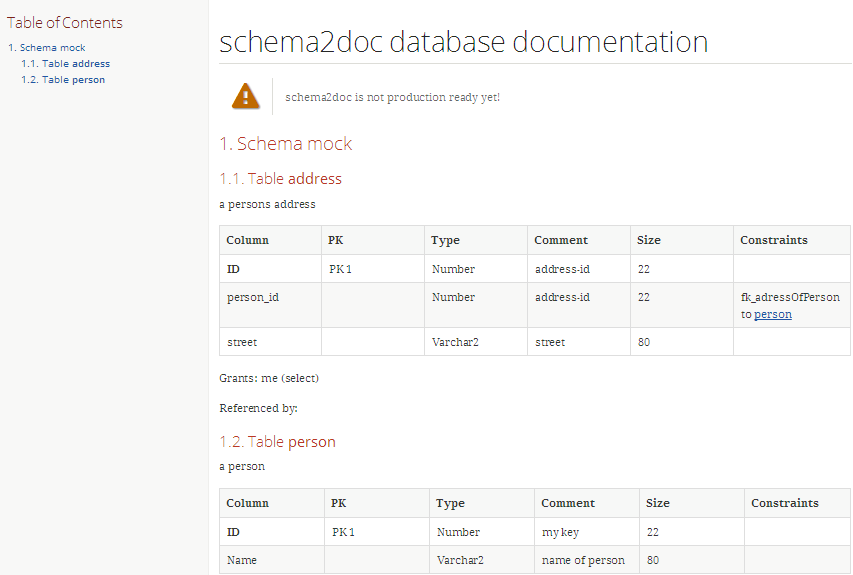 Table of Contents
1. Schema mock
1.1. Table address
1.2. Table person
schema2doc database documentation
schema2doc is not production ready yet!
1. Schema mock
1.1. Table address
a persons address
Column PK Type Comment Size Constraints
ID PK1 Number address-id 22
person_id Number address-id 22 fk_adressOfPerson
to person
street Varchar2 street 80
Grants: me (select)
Referenced by:
1.2. Table person
a person
Column PK Type Comment Size Constraints
ID PK1 Number my key 22
Name Varchar2 name of person 80